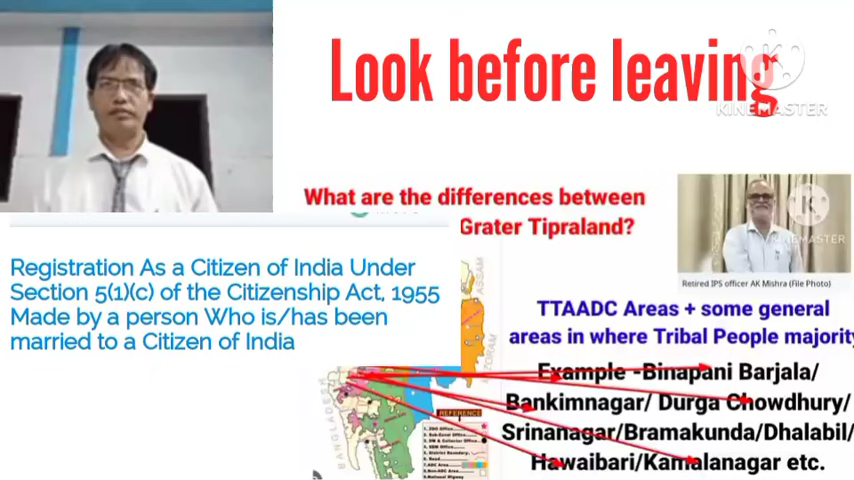 Look before leaving
KINEMASTER
What are the differences between
Grater Tipraland?
KINEMASTER
Retired IPS officer AK Mishra (File Photo)
Registration As a Citizen of India Under
Section 5(1)(c) of the Citizenship Act, 1955
Made by a person Who is/has been
married to a Citizen of India
TTAADC Areas + some general
areas in where Tribal People majority
Example -Binapani Barjala/
Bankimnagar/ Durga Chowdhury/
Srinanagar/Bramakunda/Dhalabil/
Hawaibari/Kamalanagar etc.
ASSAM
MIZORAM
BANGLADESH
REFERENCE